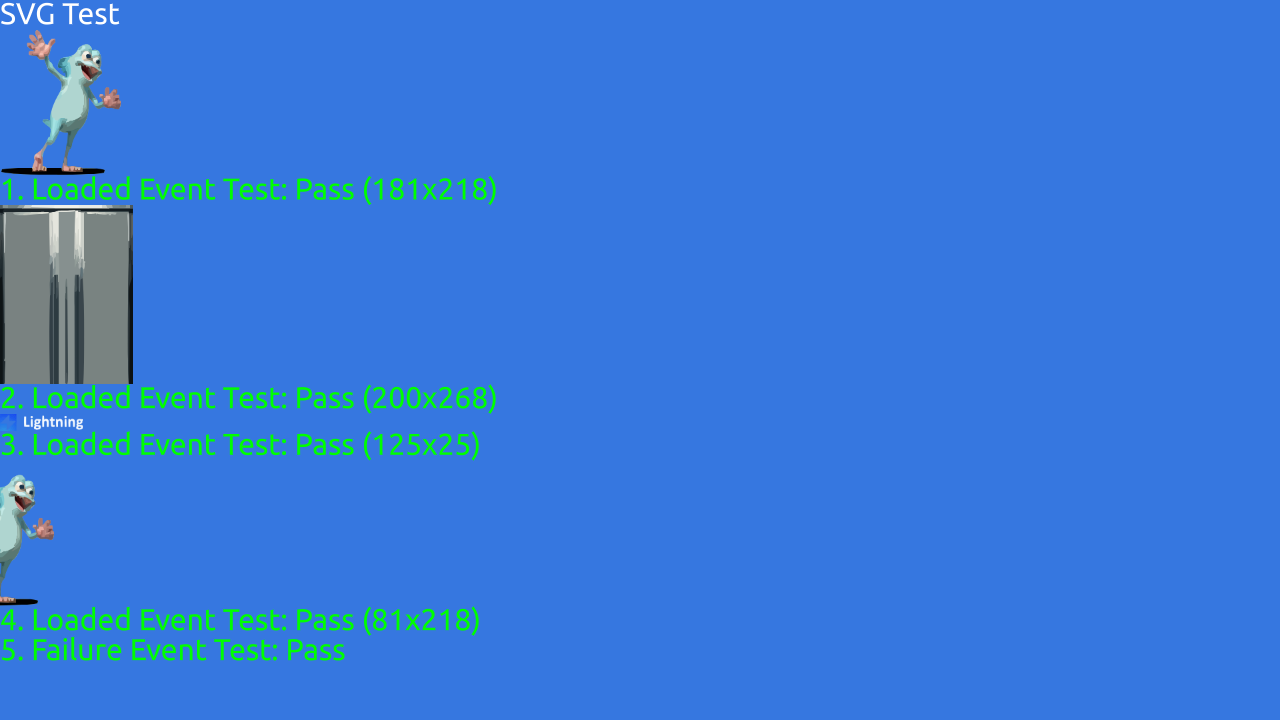 SVG Test
1. Loaded Event Test: Pass (181x218)
2. Loaded Event Test: Pass (200x268)
Lightning
3. Loaded Event Test: Pass (125x25)
4. Loaded Event Test: Pass (81x218)
5. Failure Event Test: Pass